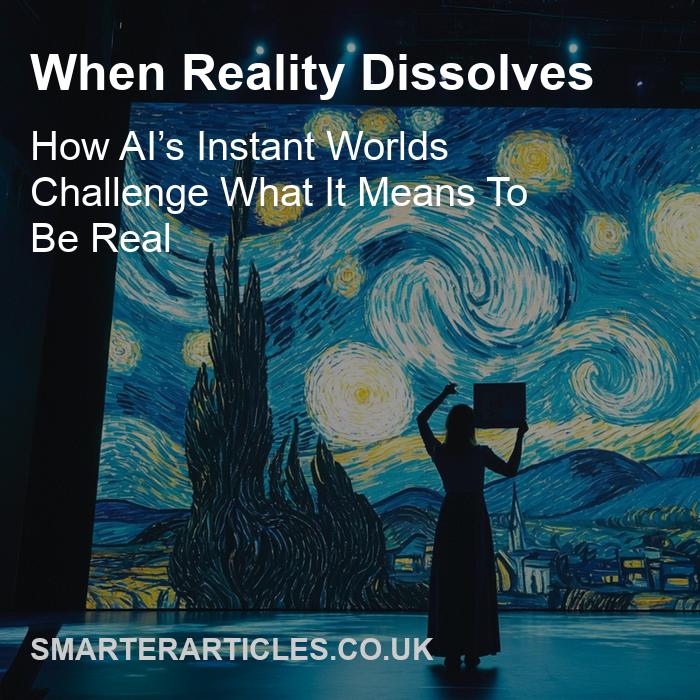 When Reality Dissolves
How AI’s Instant Worlds
Challenge What It Means To
Be Real
SMARTERARTICLES.CO.UK